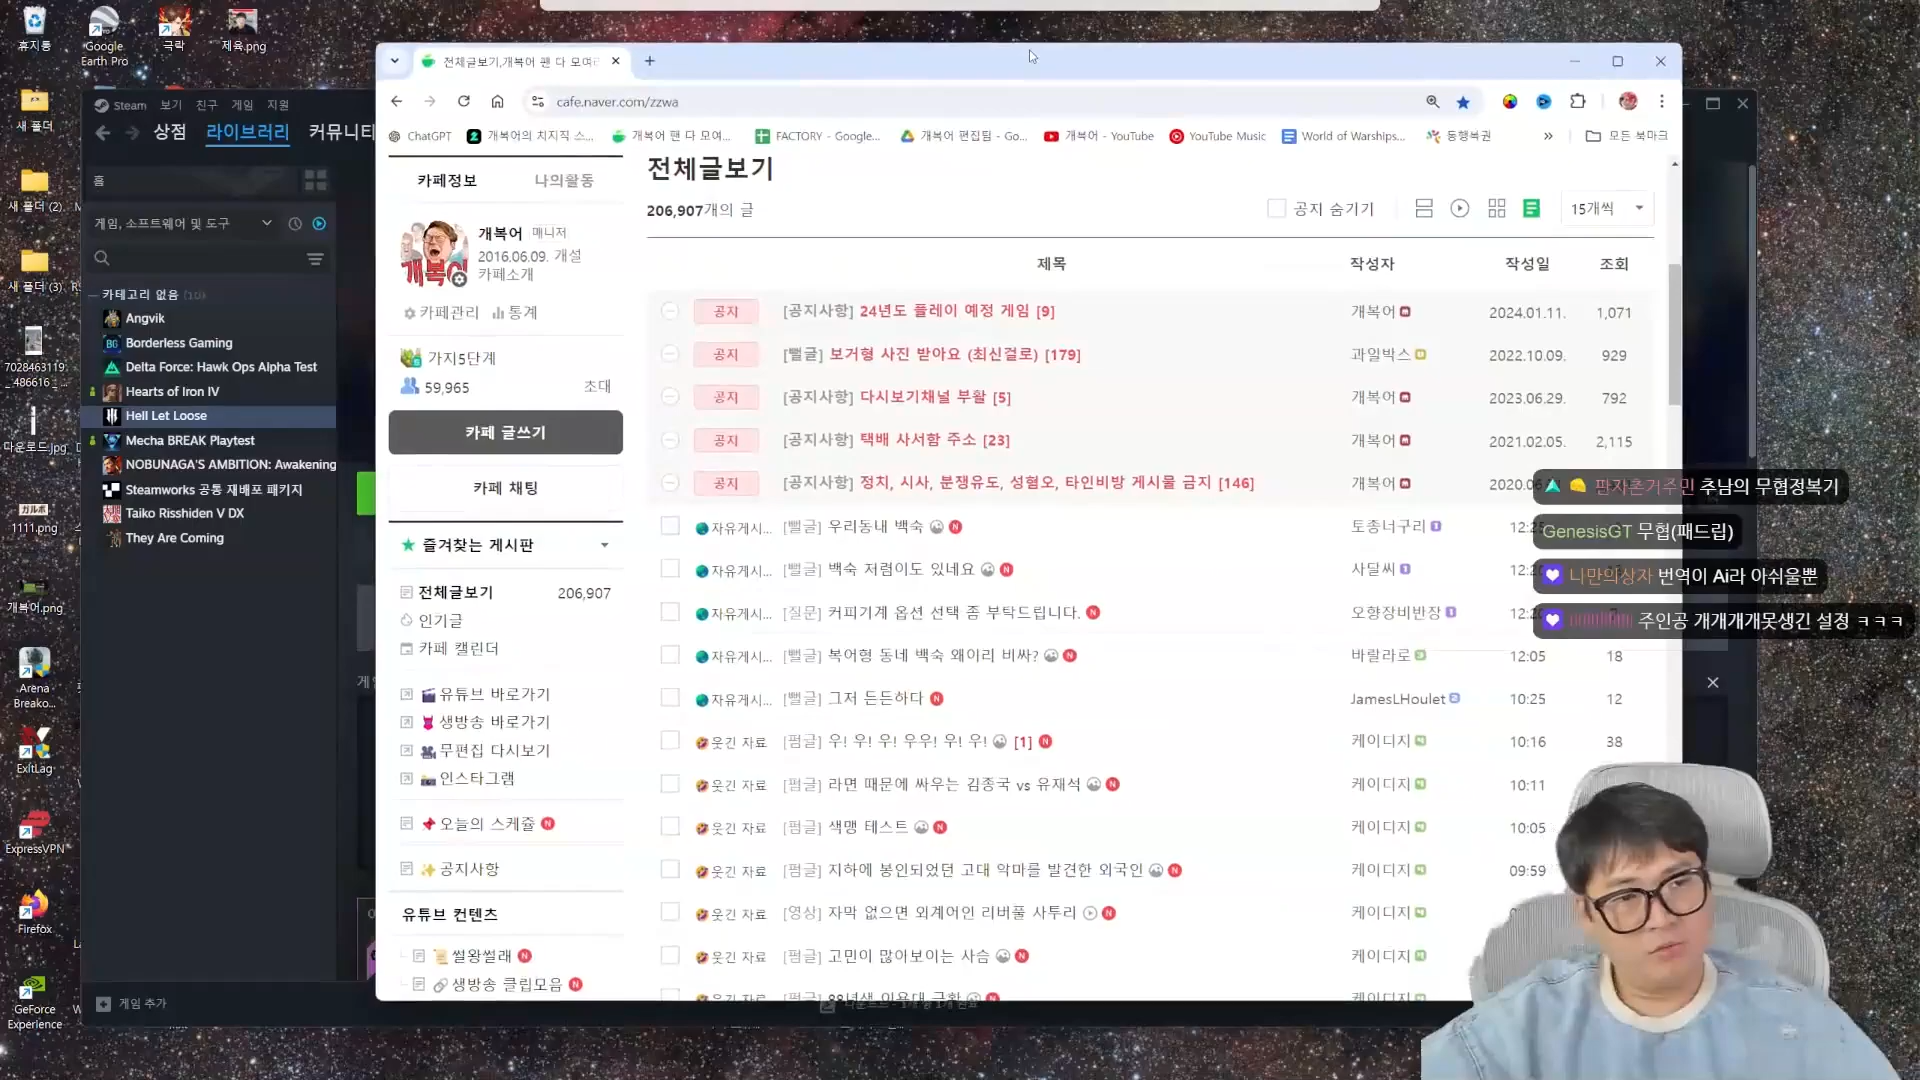 휴지통
Google
Earth Pro
극락
제육.png
새 폴더
새 폴더 (2)
새 폴더 (3)
7028463119
_486616_...
다운로드.jpg
1111.png
개복어.png
Arena
Breako...
ExitLag
ExpressVPN
Firefox
GeForce
Experience
Steam 보기 친구 게임 지원
상점 라이브러리 커뮤니티
홈
게임, 소프트웨어 및 도구
카테고리 없음 (10)
Angvik
Borderless Gaming
Delta Force: Hawk Ops Alpha Test
Hearts of Iron IV
Hell Let Loose
Mecha BREAK Playtest
NOBUNAGA'S AMBITION: Awakening
Steamworks 공통 재배포 패키지
Taiko Risshiden V DX
They Are Coming
게임 추가
전체글보기,개복어 팬 다 모여라
cafe.naver.com/zzwa
ChatGPT 개복어의 치지직 스... 개복어 팬 다 모여... FACTORY - Google... 개복어 편집팀 - Go... 개복어 - YouTube YouTube Music World of Warships... 동행복권 » 모든 북마크
카페정보 나의활동
개복어 매니저
2016.06.09. 개설
카페소개
개복어
카페관리 통계
가지5단계
59,965 초대
카페 글쓰기
카페 채팅
즐겨찾는 게시판
전체글보기 206,907
인기글
카페 캘린더
유튜브 바로가기
생방송 바로가기
무편집 다시보기
인스타그램
오늘의 스케쥴 N
공지사항
유튜브 컨텐츠
썰왕썰래 N
생방송 클립모음 N
전체글보기
206,907개의 글
공지 숨기기 15개씩
제목 작성자 작성일 조회
공지 [공지사항] 24년도 플레이 예정 게임 [9] 개복어 2024.01.11. 1,071
공지 [뻘글] 보거형 사진 받아요 (최신걸로) [179] 과일박스 2022.10.09. 929
공지 [공지사항] 다시보기채널 부활 [5] 개복어 2023.06.29. 792
공지 [공지사항] 택배 사서함 주소 [23] 개복어 2021.02.05. 2,115
공지 [공지사항] 정치, 시사, 분쟁유도, 성혐오, 타인비방 게시물 금지 [146] 개복어 2020.06
자유게시... [뻘글] 우리동내 백숙 N 토종너구리 12:2
자유게시... [뻘글] 백숙 저렴이도 있네요 N 사달씨 12:2
자유게시... [질문] 커피기계 옵션 선택 좀 부탁드립니다. N 오향장비반장 12:2
자유게시... [뻘글] 복어형 동네 백숙 왜이리 비싸? N 바랄라로 12:05 18
자유게시... [뻘글] 그저 든든하다 N JamesLHoulet 10:25 12
웃긴 자료 [펌글] 우! 우! 우! 우우! 우! 우! [1] N 케이디지 10:16 38
웃긴 자료 [펌글] 라면 때문에 싸우는 김종국 vs 유재석 N 케이디지 10:11
웃긴 자료 [펌글] 색맹 테스트 N 케이디지 10:05
웃긴 자료 [펌글] 지하에 봉인되었던 고대 악마를 발견한 외국인 N 케이디지 09:59
웃긴 자료 [영상] 자막 없으면 외계어인 리버풀 사투리 N 케이디지
웃긴 자료 [펌글] 고민이 많아보이는 사슴 N 케이디지
웃긴 자료 [펌글] 케이디지
판자촌거주민 추남의 무협정복기
GenesisGT 무협(패드립)
니만의상자 번역이 Ai라 아쉬울뿐
주인공 개개개개못생긴 설정 ㅋㅋㅋ